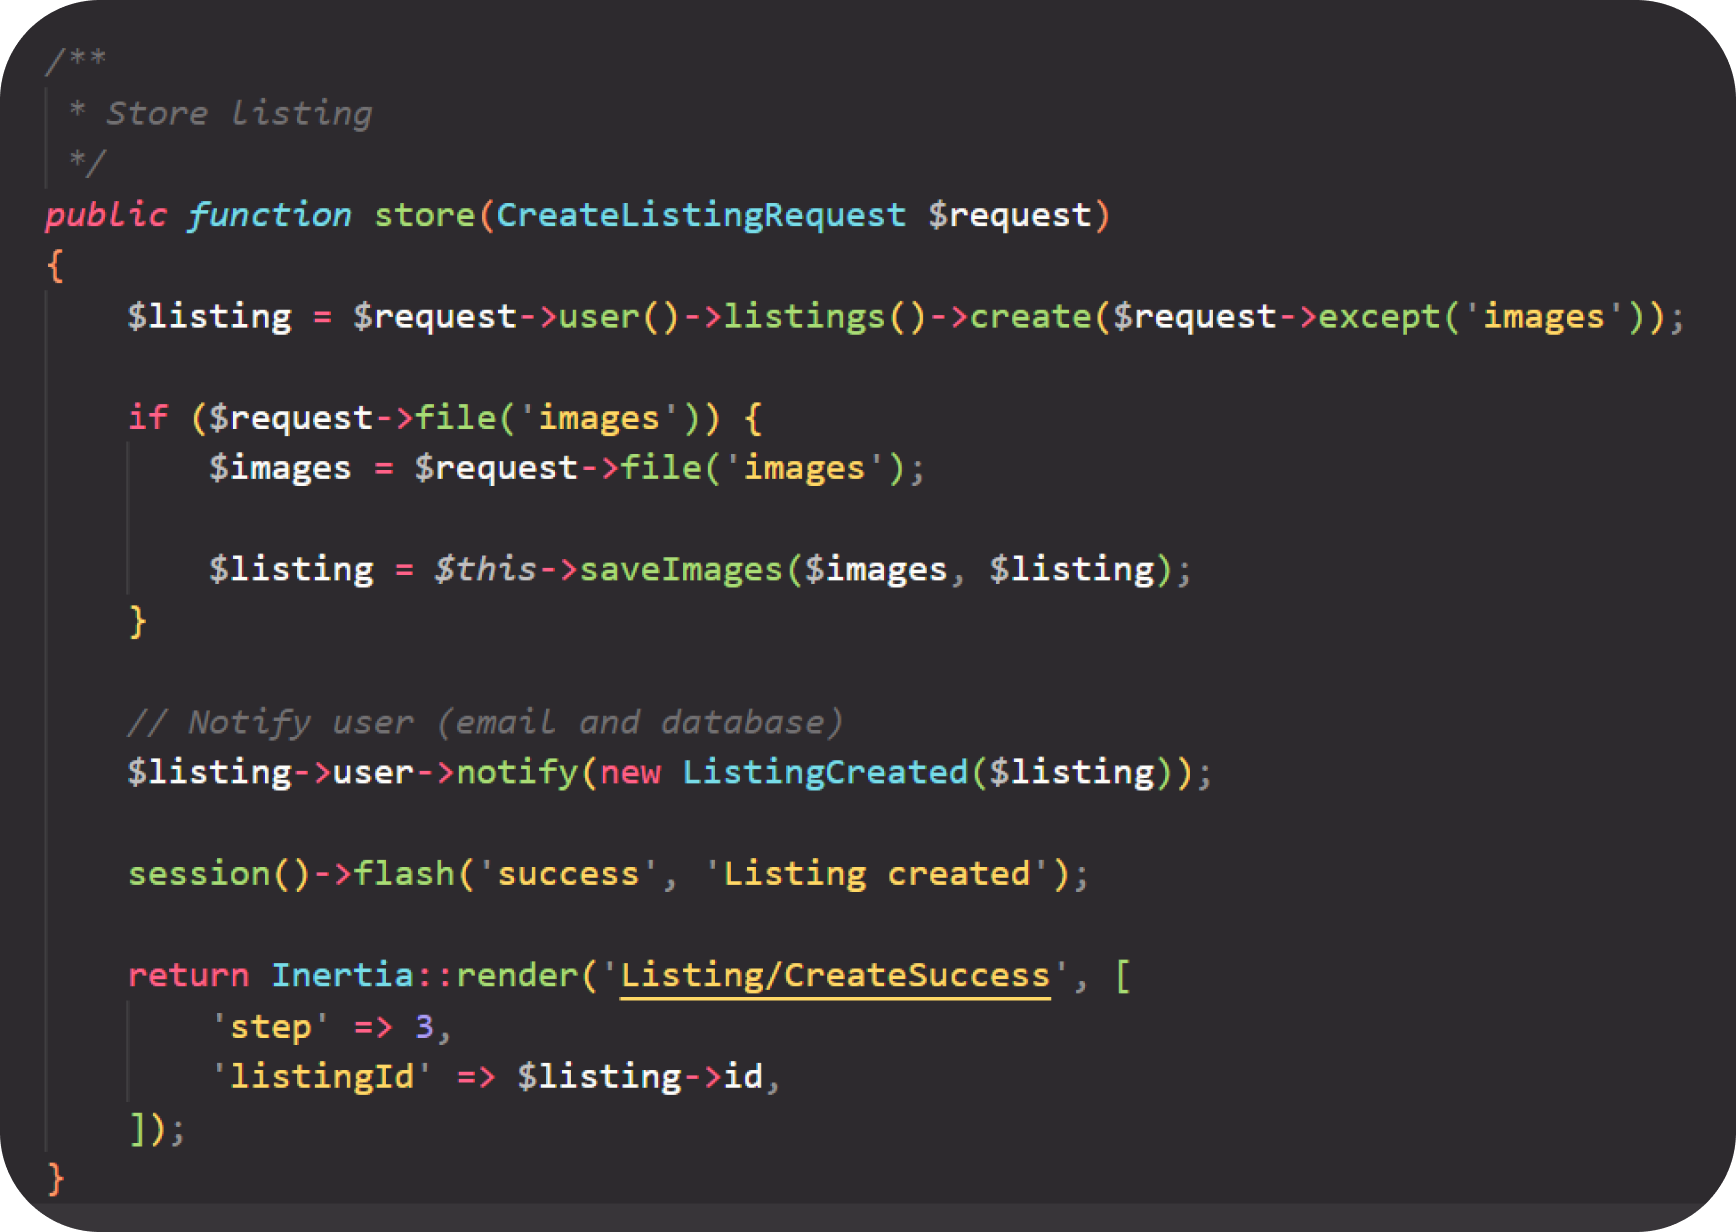 /**
 * Store listing
 */
public function store(CreateListingRequest $request)
{
    $listing = $request->user()->listings()->create($request->except('images'));

    if ($request->file('images')) {
        $images = $request->file('images');

        $listing = $this->saveImages($images, $listing);
    }

    // Notify user (email and database)
    $listing->user->notify(new ListingCreated($listing));

    session()->flash('success', 'Listing created');

    return Inertia::render('Listing/CreateSuccess', [
        'step' => 3,
        'listingId' => $listing->id,
    ]);
}